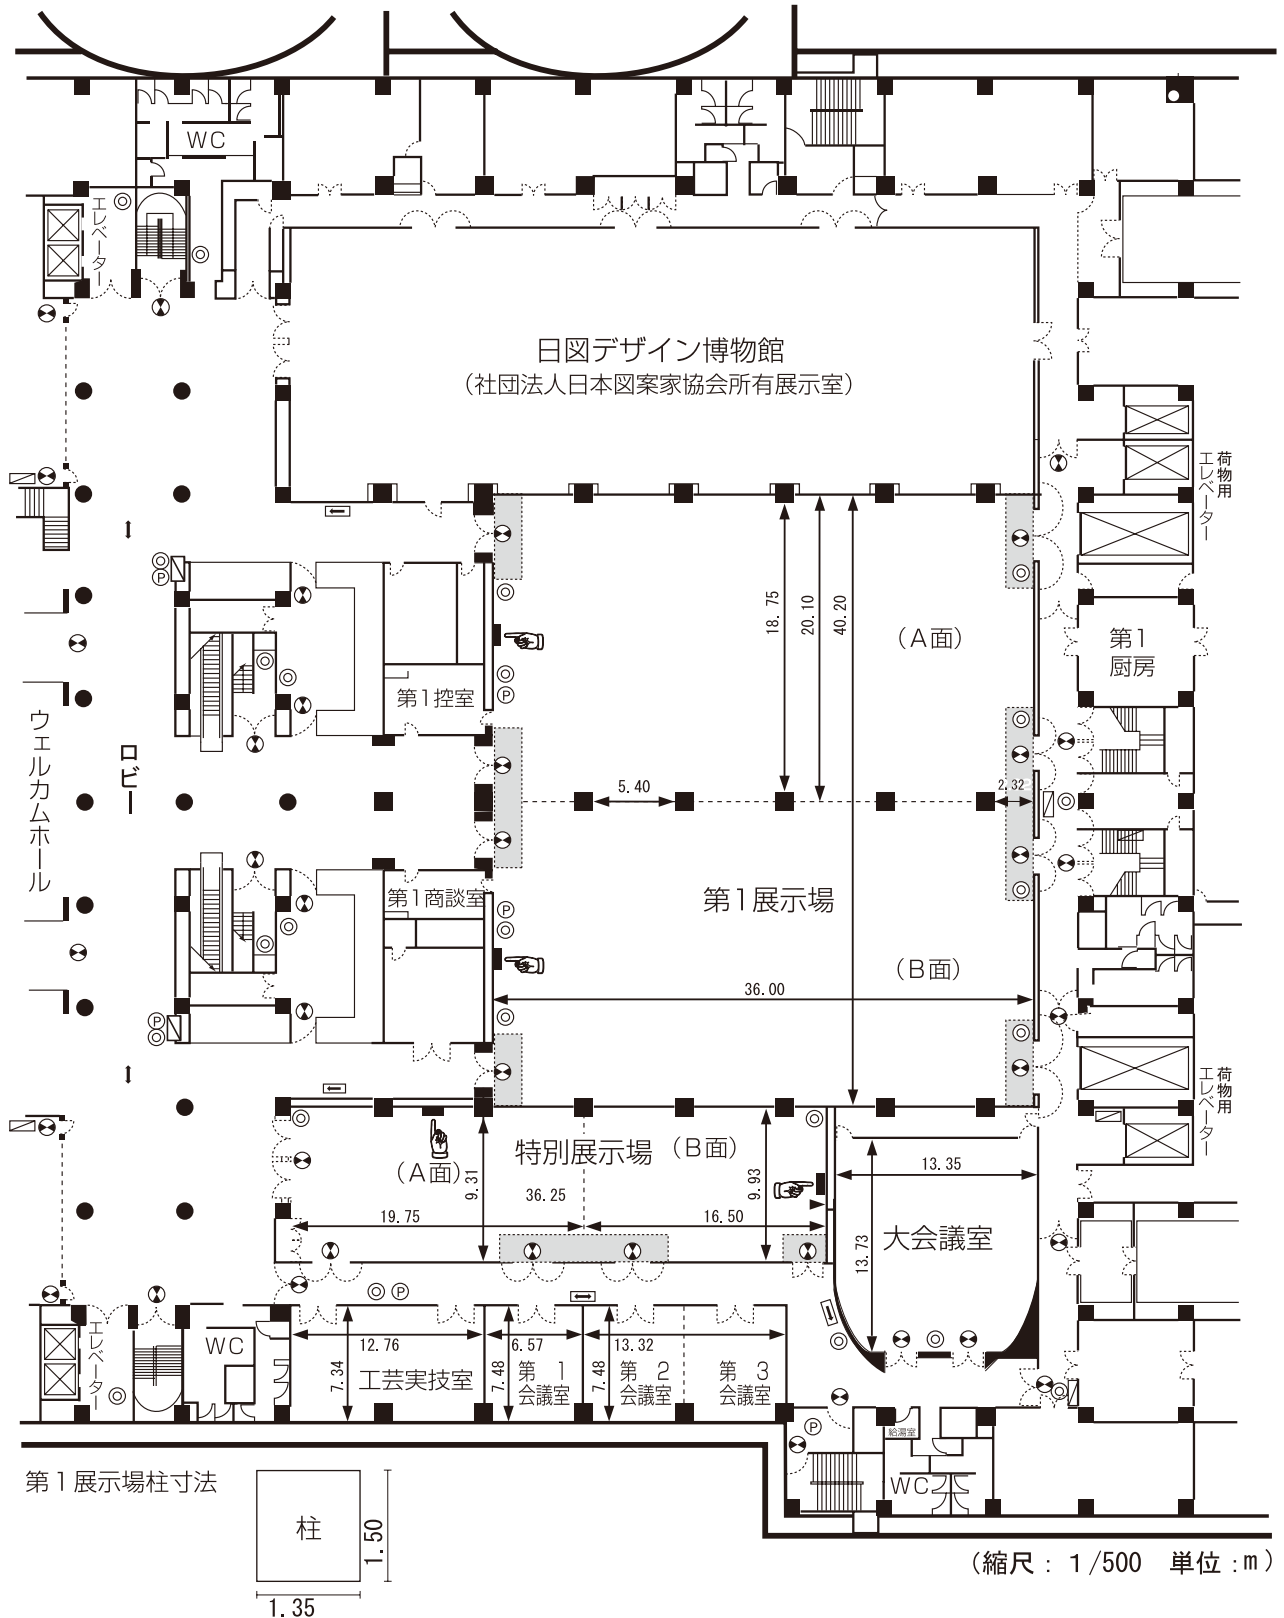 WC
エレベーター
日図デザイン博物館
（社団法人日本図案家協会所有展示室）
荷物用
エレベーター
P
18.75
20.10
40.20
（A面）
第1
厨房
P
第1控室
ウェルカムホール
ロビー
5.40
2.32
第1商談室
第1展示場
P
（B面）
36.00
P
荷物用
エレベーター
特別展示場
（B面）
（A面）
9.31
9.93
13.35
36.25
19.75
16.50
大会議室
13.73
P
エレベーター
WC
12.76
6.57
13.32
7.34
7.48
7.48
工芸実技室
第1
会議室
第2
会議室
第3
会議室
P
給湯室
WC
第1展示場柱寸法
柱
1.50
1.35
（縮尺：1/500 単位：m）